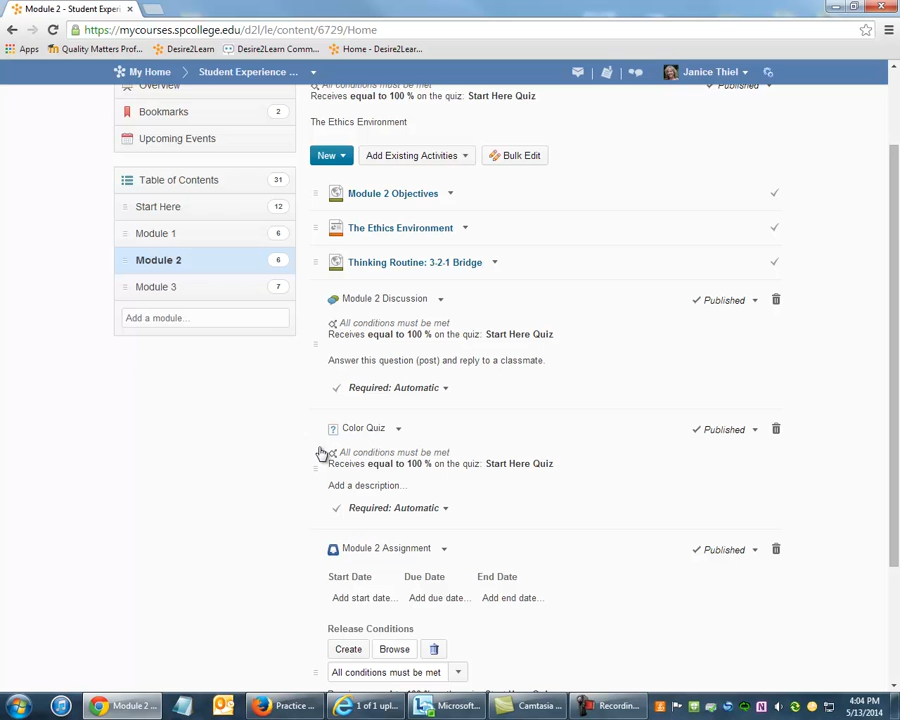 Module 2 - Student Experi
https://mycourses.spcollege.edu/d2l/le/content/6729/Home
Apps Quality Matters Prof... Desire2Learn Desire2Learn Comm... Home - Desire2Lear...
My Home Student Experience ... Janice Thiel
Overview
All conditions must be met Published
Receives equal to 100 % on the quiz: Start Here Quiz
Bookmarks 2
The Ethics Environment
Upcoming Events
New Add Existing Activities Bulk Edit
Table of Contents 31
Start Here 12
Module 1 6
Module 2 6
Module 3 7
Add a module...
Module 2 Objectives
The Ethics Environment
Thinking Routine: 3-2-1 Bridge
Module 2 Discussion Published
All conditions must be met
Receives equal to 100 % on the quiz: Start Here Quiz
Answer this question (post) and reply to a classmate.
Required: Automatic
Color Quiz Published
All conditions must be met
Receives equal to 100 % on the quiz: Start Here Quiz
Add a description...
Required: Automatic
Module 2 Assignment Published
Start Date Due Date End Date
Add start date... Add due date... Add end date...
Release Conditions
Create Browse
All conditions must be met
Module 2 ... Practice ... 1 of 1 upl... Microsoft... Camtasia ... Recordin...
4:04 PM
5/13/2014